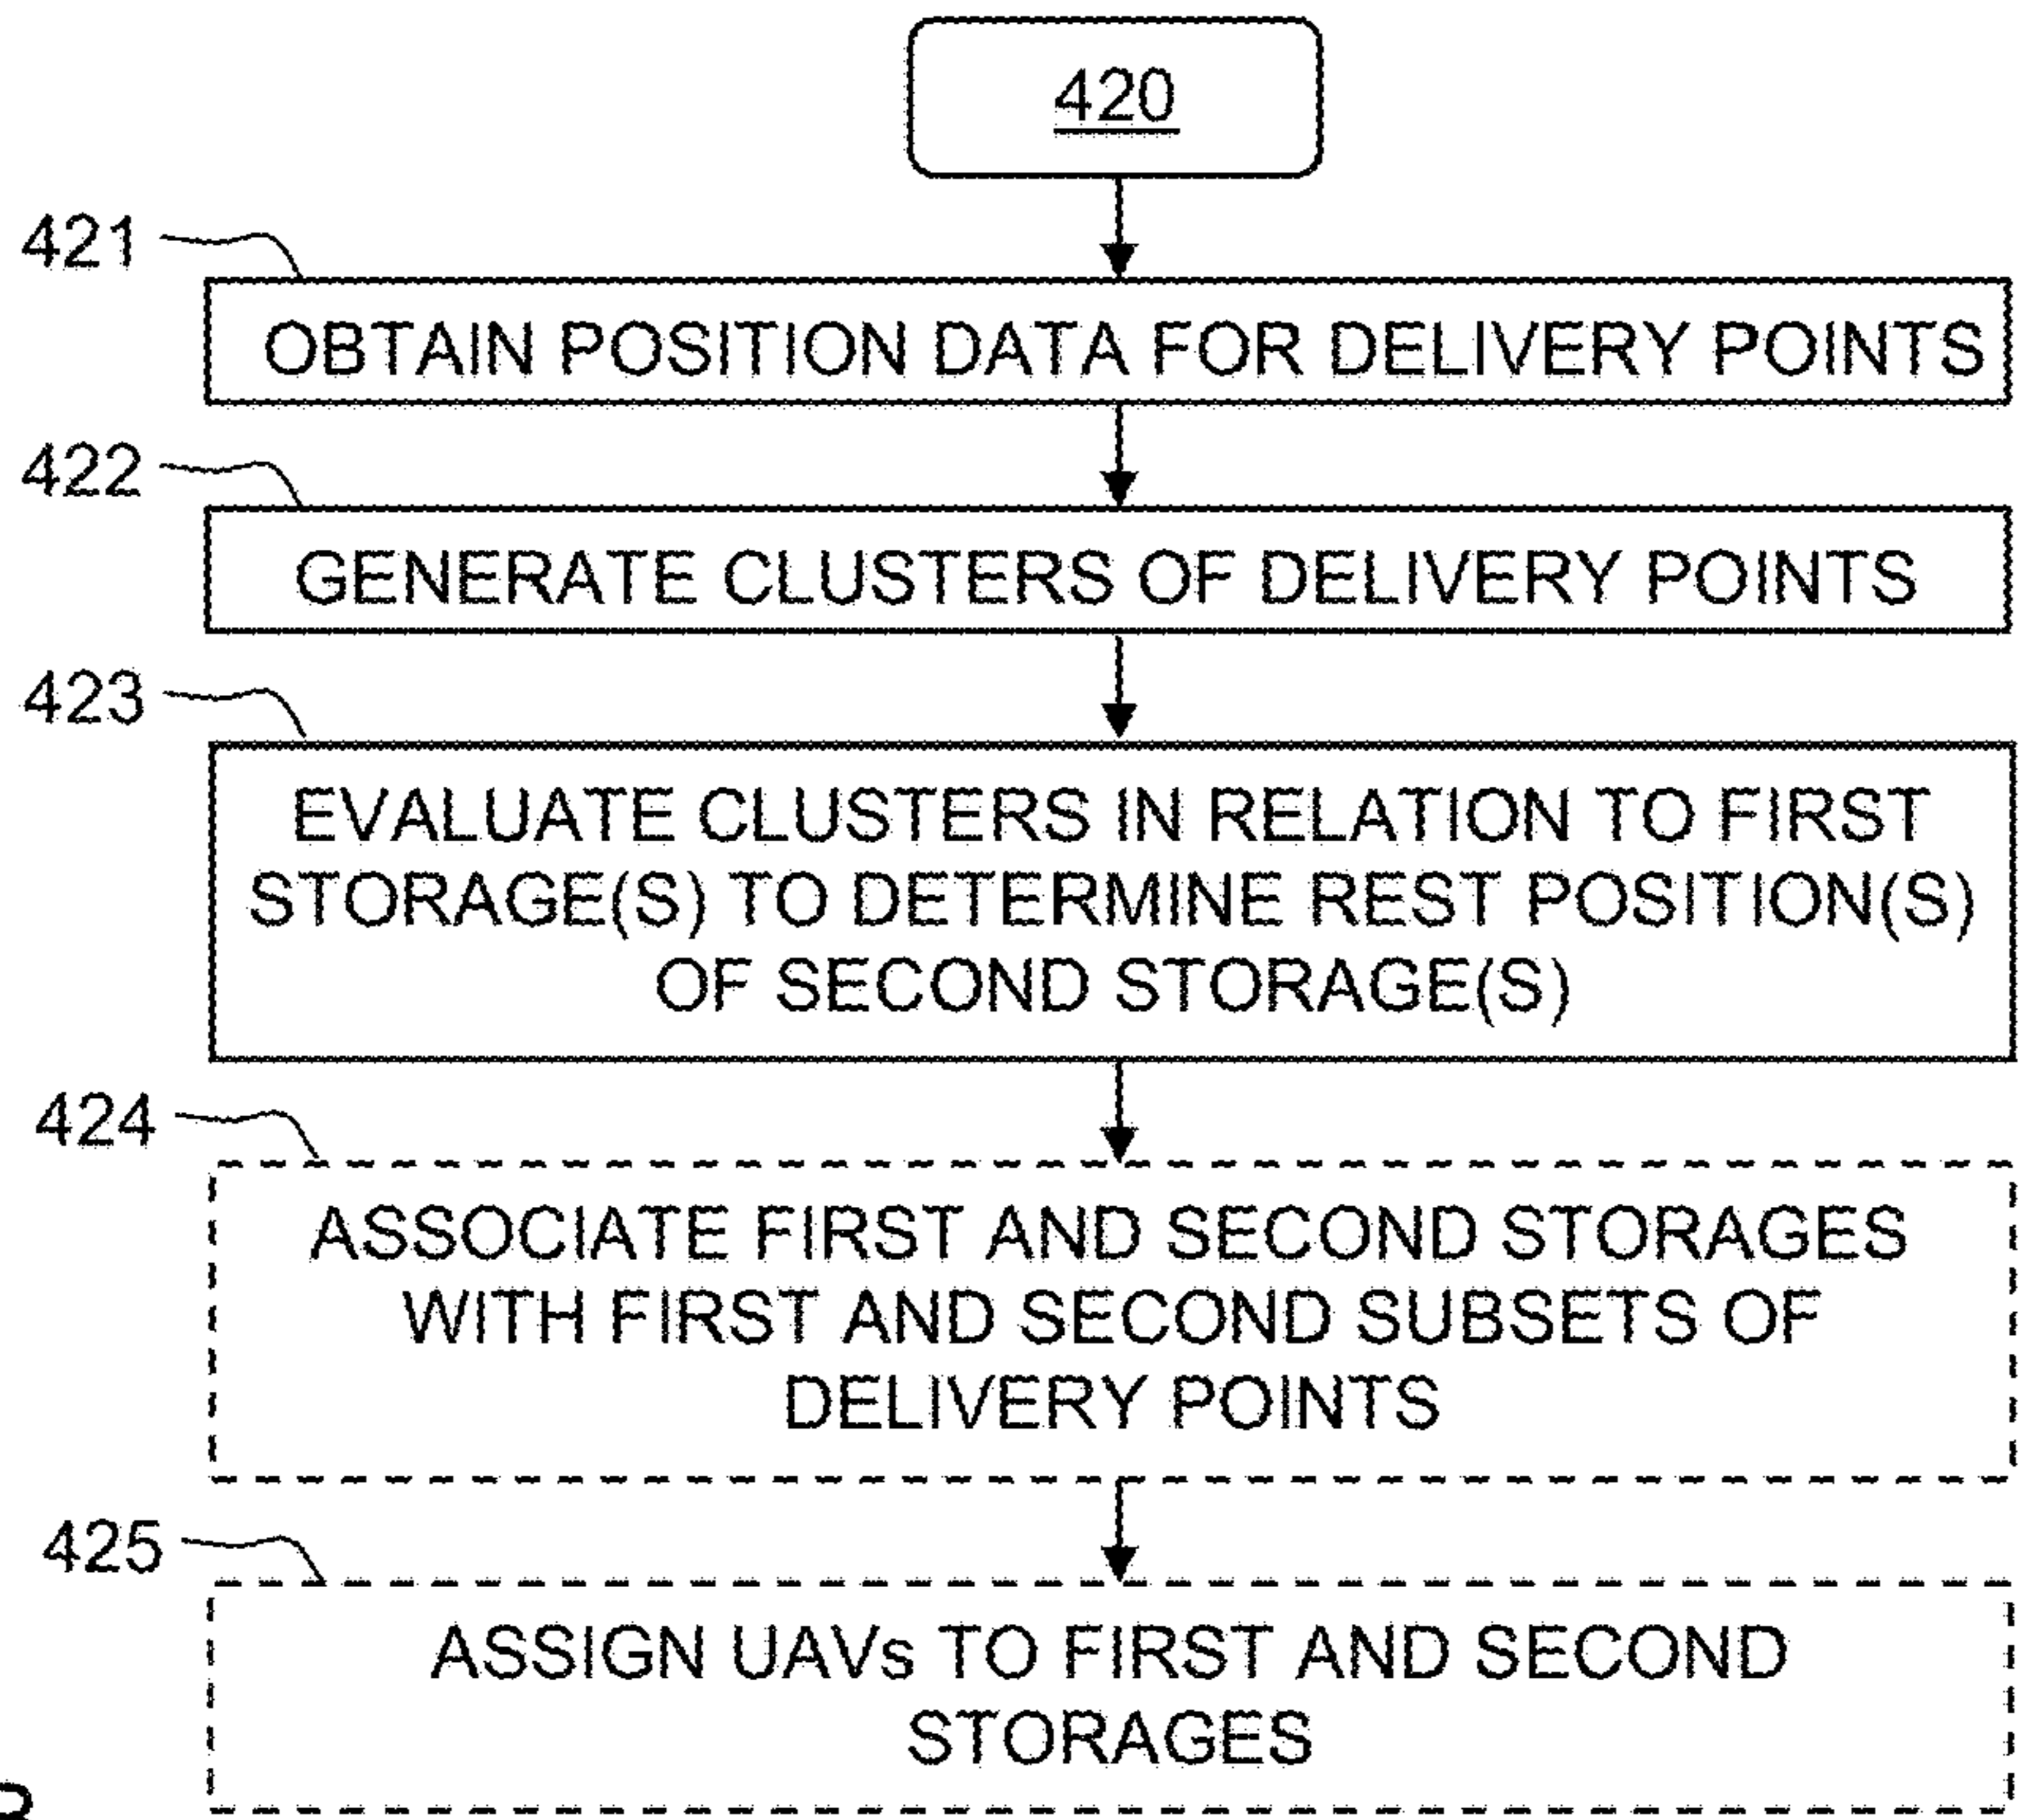 420
421
OBTAIN POSITION DATA FOR DELIVERY POINTS
422
GENERATE CLUSTERS OF DELIVERY POINTS
423
EVALUATE CLUSTERS IN RELATION TO FIRST
STORAGE(S) TO DETERMINE REST POSITION(S)
OF SECOND STORAGE(S)
424
ASSOCIATE FIRST AND SECOND STORAGES
WITH FIRST AND SECOND SUBSETS OF
DELIVERY POINTS
425
ASSIGN UAVs TO FIRST AND SECOND
STORAGES